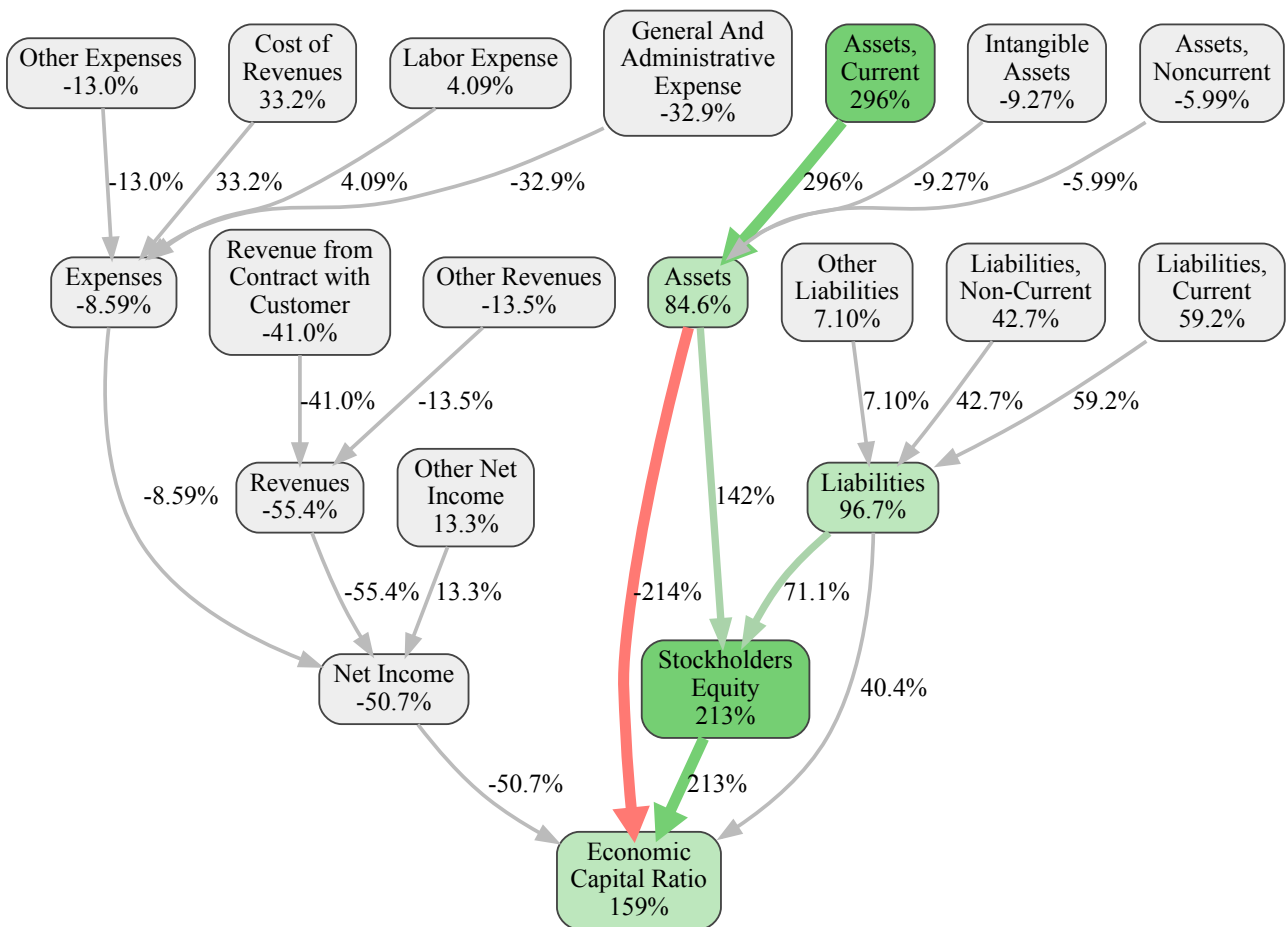 Other Expenses
-13.0%
Cost of
Revenues
33.2%
Labor Expense
4.09%
General And
Administrative
Expense
-32.9%
Assets,
Current
296%
Intangible
Assets
-9.27%
Assets,
Noncurrent
-5.99%
-13.0%
33.2%
4.09%
-32.9%
296%
-9.27%
-5.99%
Expenses
-8.59%
Revenue from
Contract with
Customer
-41.0%
Other Revenues
-13.5%
Assets
84.6%
Other
Liabilities
7.10%
Liabilities,
Non-Current
42.7%
Liabilities,
Current
59.2%
-41.0%
-13.5%
7.10%
42.7%
59.2%
-8.59%
Revenues
-55.4%
Other Net
Income
13.3%
142%
Liabilities
96.7%
-55.4%
13.3%
-214%
71.1%
Net Income
-50.7%
Stockholders
Equity
213%
40.4%
-50.7%
213%
Economic
Capital Ratio
159%